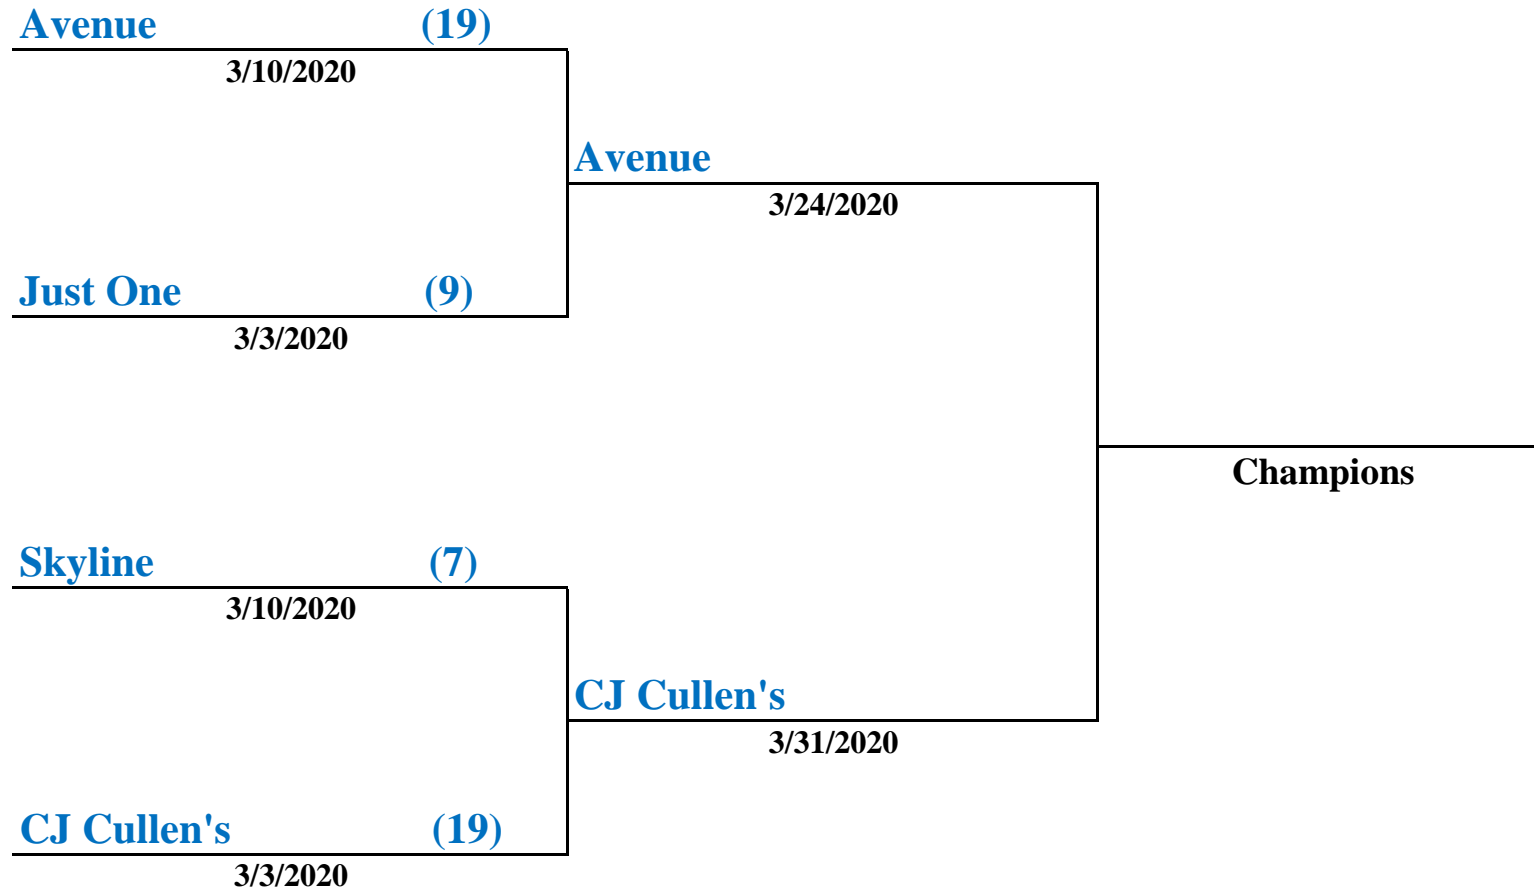 Avenue (19)
3/10/2020
Avenue
3/24/2020
Just One (9)
3/3/2020
Champions
Skyline (7)
3/10/2020
CJ Cullen's
3/31/2020
CJ Cullen's (19)
3/3/2020